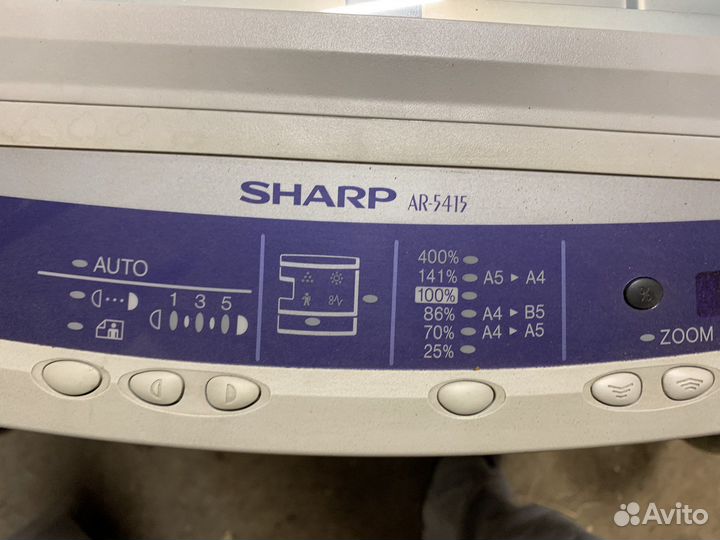 SHARP AR-5415
AUTO
1 3 5
400%
141% A5 ▸ A4
100%
86% A4 ▸ B5
70% A4 ▸ A5
25%
%
ZOOM
Avito